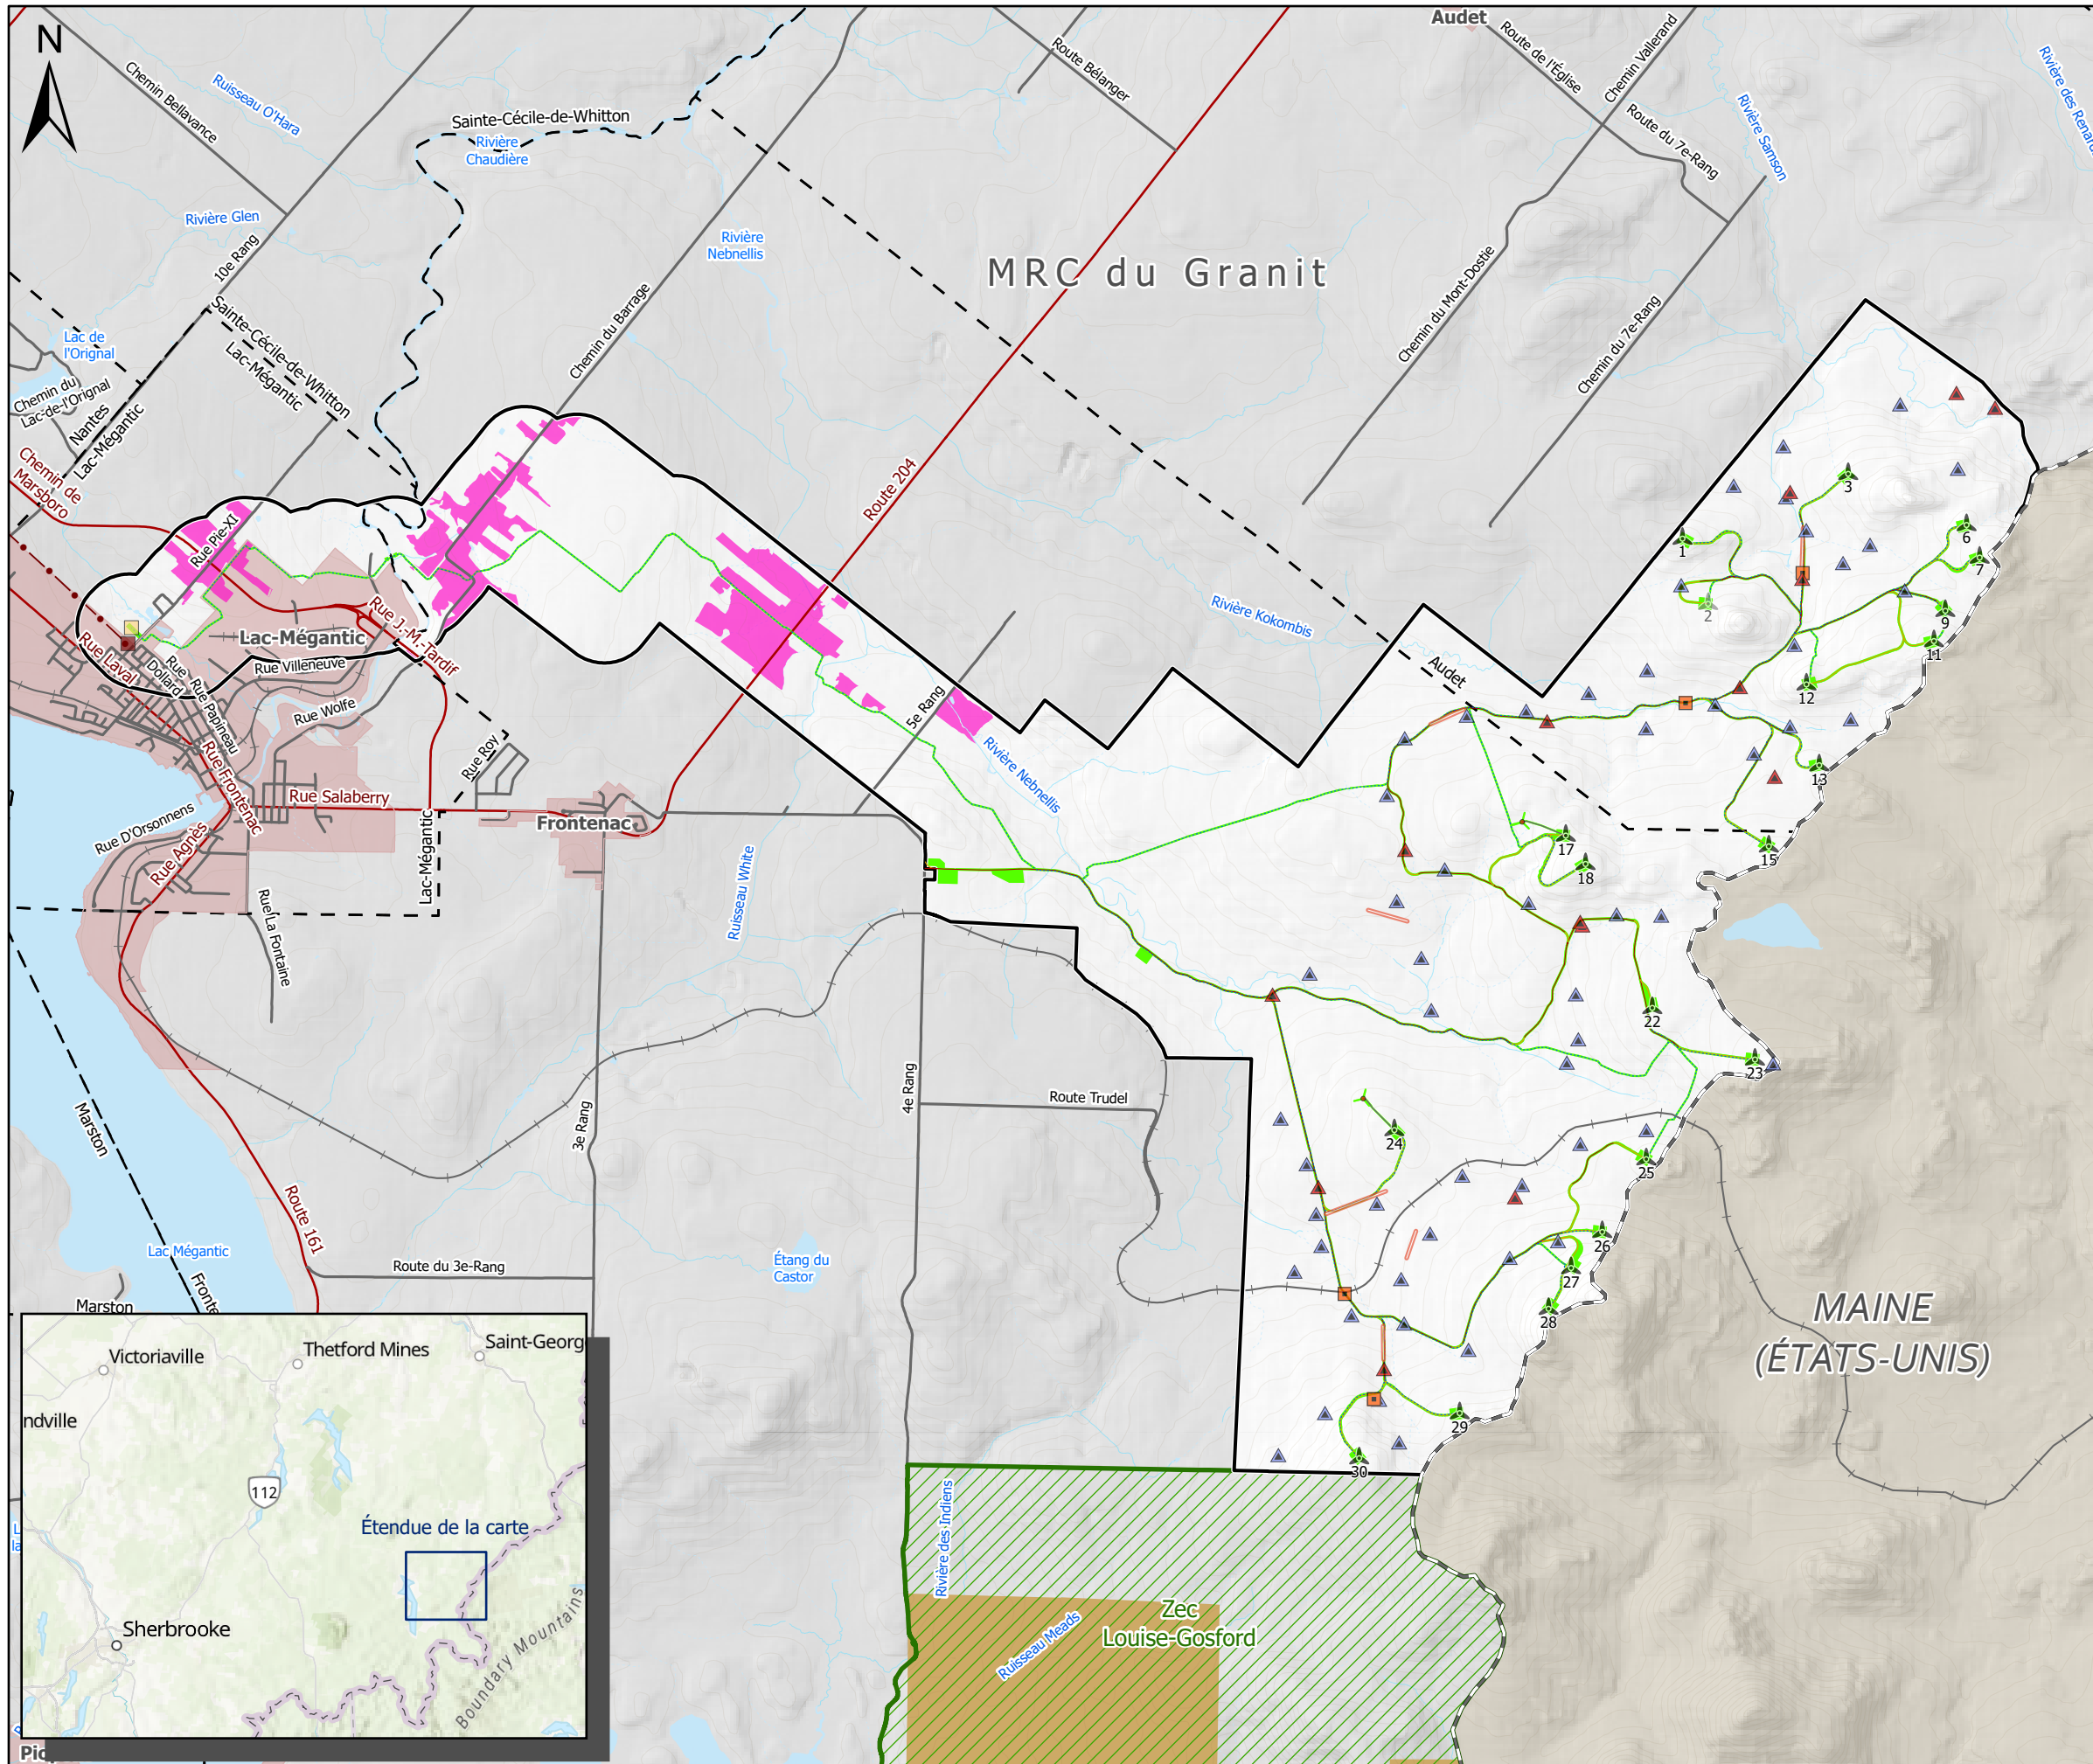 N
Audet
Route de l'Église
Chemin Vallerand
Rivière des Renards
Route Bélanger
Chemin Bellavance
Ruisseau O'Hara
Rivière Samson
Route du 7e-Rang
Sainte-Cécile-de-Whitton
Rivière
Chaudière
Rivière Glen
10e Rang
Rivière
Nebnellis
MRC du Granit
Chemin du Mont-Dostie
Chemin du 7e-Rang
Chemin du Barrage
Sainte-Cécile-de-Whitton
Lac-Mégantic
Lac de
l'Orignal
Chemin du
Lac-de-l'Orignal
Nantes
Lac-Mégantic
Chemin de
Marsboro
Rue Pie-XI
Route 204
3
1
6
7
2
9
11
12
Rivière Kokombis
Audet
Rue J.-M.-Tardif
Lac-Mégantic
Rue Villeneuve
Rue Laval
Rue
Dollard
Rue Papineau
Rue Wolfe
Rue Frontenac
Rue Roy
5e Rang
Rivière Nebnellis
13
15
17
18
Rue Salaberry
Frontenac
Rue D'Orsonnens
Rue Agnès
Lac-Mégantic
Rue La Fontaine
Ruisseau White
22
23
4e Rang
Route Trudel
3e Rang
Marston
24
25
26
27
28
29
30
Route 161
Lac Mégantic
Route du 3e-Rang
Étang du
Castor
Marston
Fronte
MAINE
(ÉTATS-UNIS)
Victoriaville
Thetford Mines
Saint-Georg
ndville
112
Étendue de la carte
Sherbrooke
Boundary Mountains
Rivière des Indiens
Ruisseau Meads
Zec
Louise-Gosford